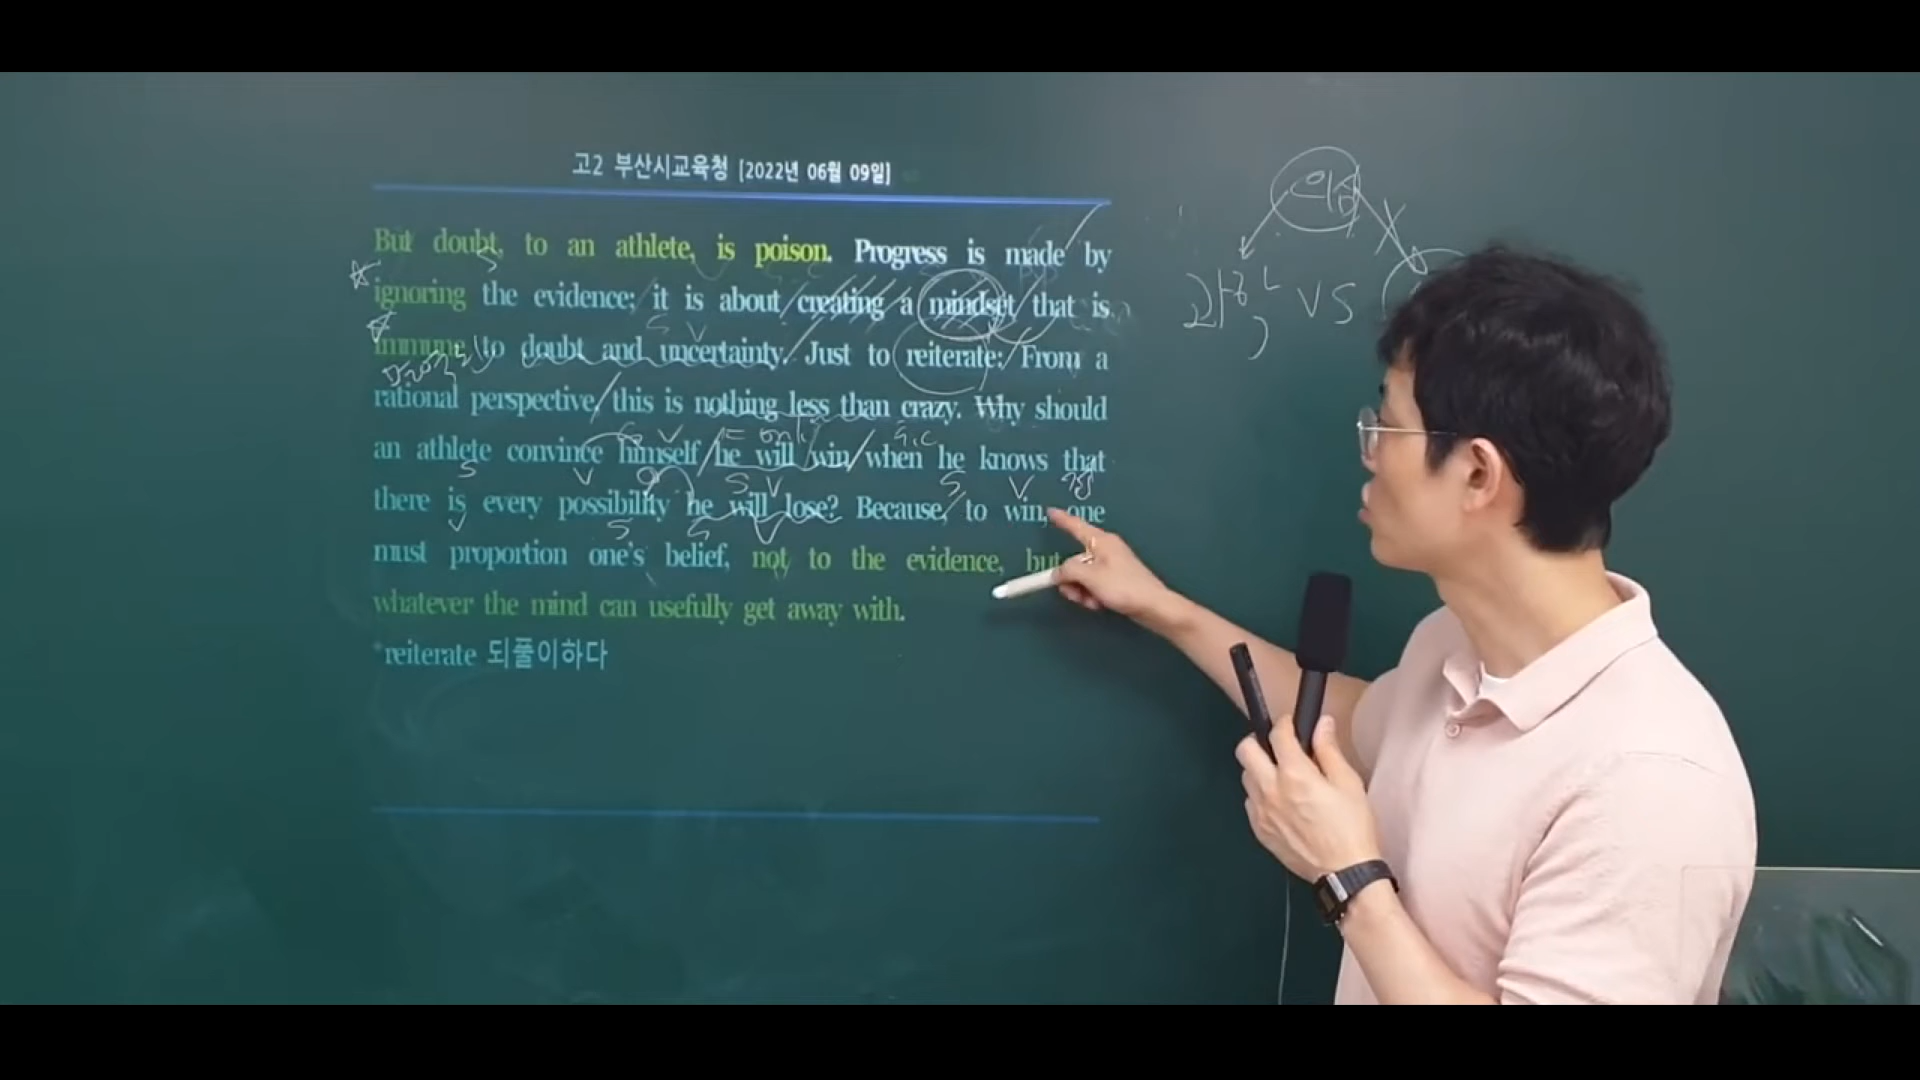 고2 부산시교육청 [2022년 06월 09일]
But doubt, to an athlete, is poison. Progress is made by
ignoring the evidence; it is about creating a mindset that is
immune to doubt and uncertainty. Just to reiterate: From a
rational perspective, this is nothing less than crazy. Why should
an athlete convince himself he will win when he knows that
there is every possibility he will lose? Because, to win, one
must proportion one's belief, not to the evidence, but
whatever the mind can usefully get away with.
*reiterate 되풀이하다
의심
과학 VS